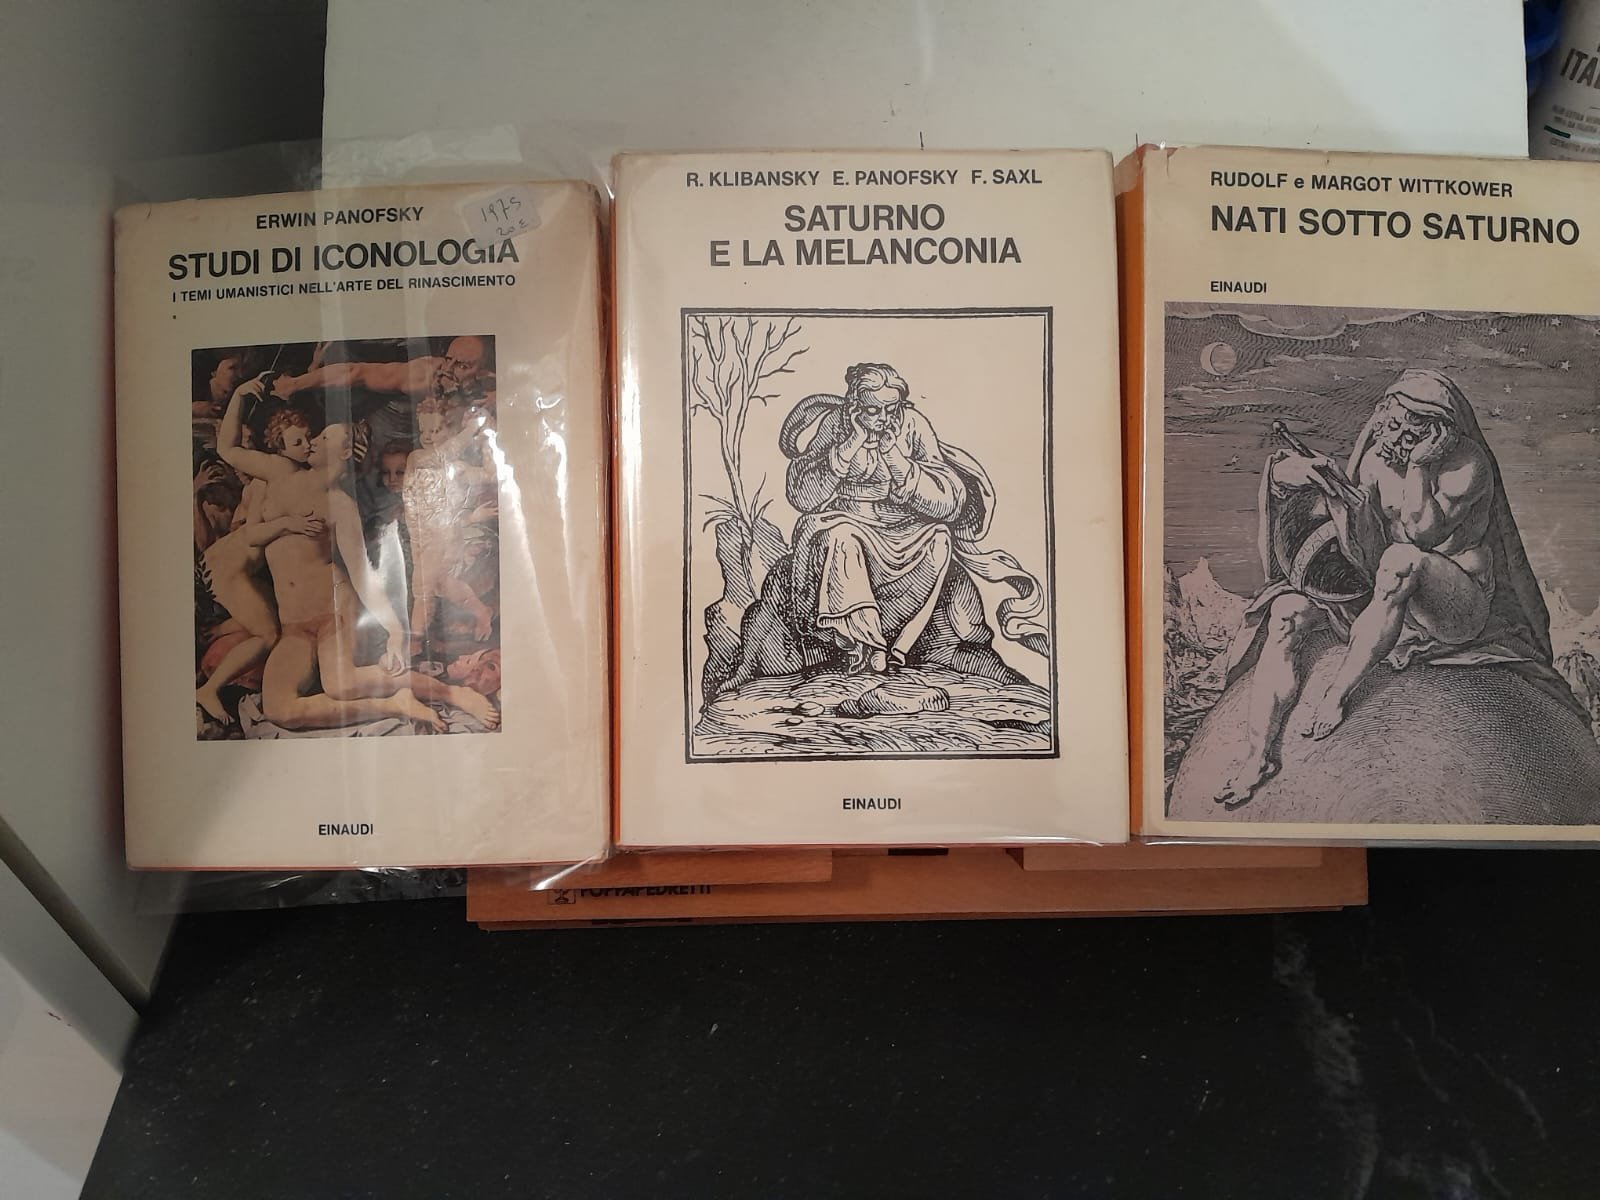 ERWIN PANOFSKY
1975
20 €
STUDI DI ICONOLOGIA
I TEMI UMANISTICI NELL'ARTE DEL RINASCIMENTO
EINAUDI
R. KLIBANSKY E. PANOFSKY F. SAXL
SATURNO
E LA MELANCONIA
EINAUDI
RUDOLF e MARGOT WITTKOWER
NATI SOTTO SATURNO
EINAUDI
FOPPAPEDRETTI
ITA